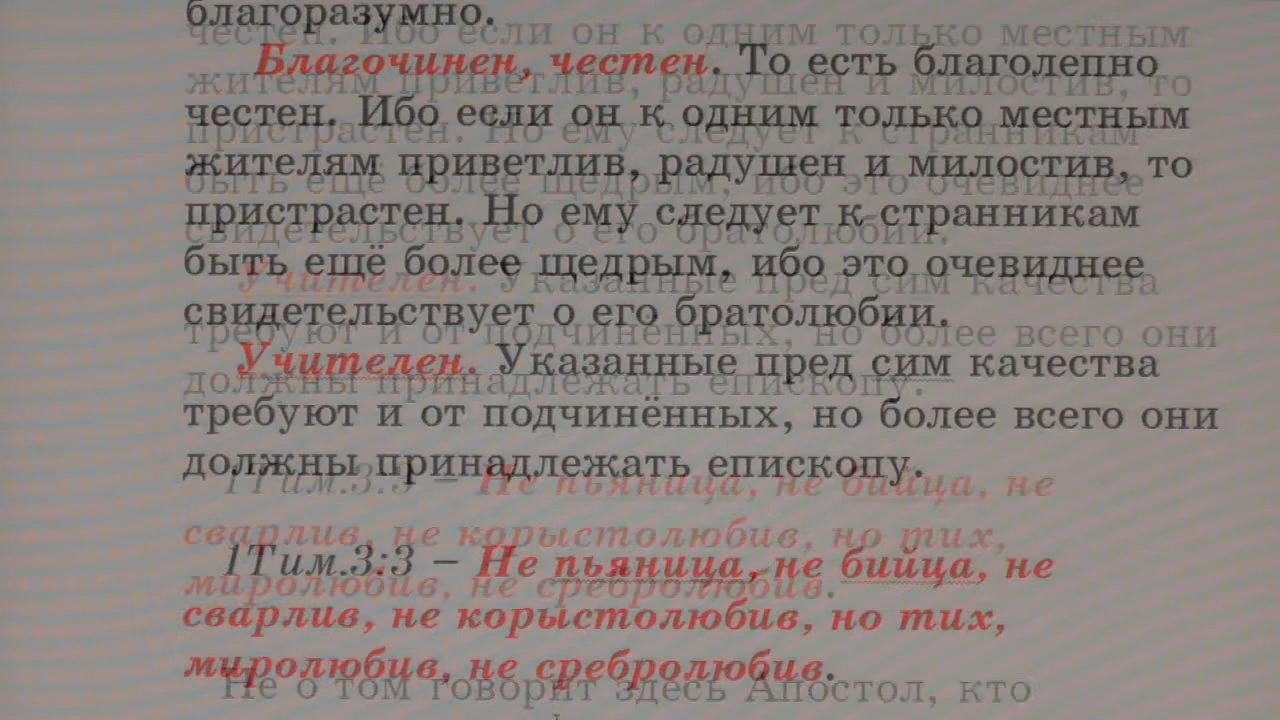 благоразумно.
Благочинен, честен. То есть благолепно
честен. Ибо если он к одним только местным
жителям приветлив, радушен и милостив, то
пристрастен. Но ему следует к странникам
быть ещё более щедрым, ибо это очевиднее
свидетельствует о его братолюбии.
Учителен. Указанные пред сим качества
требуют и от подчинённых, но более всего они
должны принадлежать епископу.
1Тим.3:3 – Не пьяница, не бийца, не
сварлив, не корыстолюбив, но тих,
миролюбив, не сребролюбив.
Не о том говорит здесь Апостол, кто